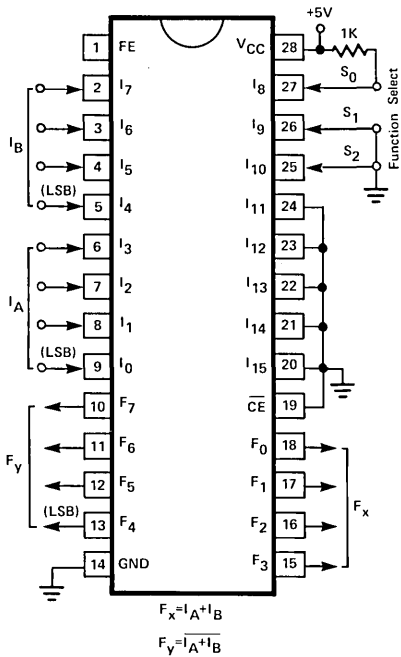 +5V
1K
1 FE VCC 28
2 I7 I8 27 S0
3 I6 I9 26 S1
4 I5 I10 25 S2
Function Select
IB
(LSB) 5 I4 I11 24
6 I3 I12 23
7 I2 I13 22
IA
8 I1 I14 21
(LSB) 9 I0 I15 20
10 F7 CE 19
11 F6 F0 18
Fy
12 F5 F1 17
Fx
(LSB) 13 F4 F2 16
14 GND F3 15
Fx=IA+IB
Fy=I̅A̅+̅I̅B̅